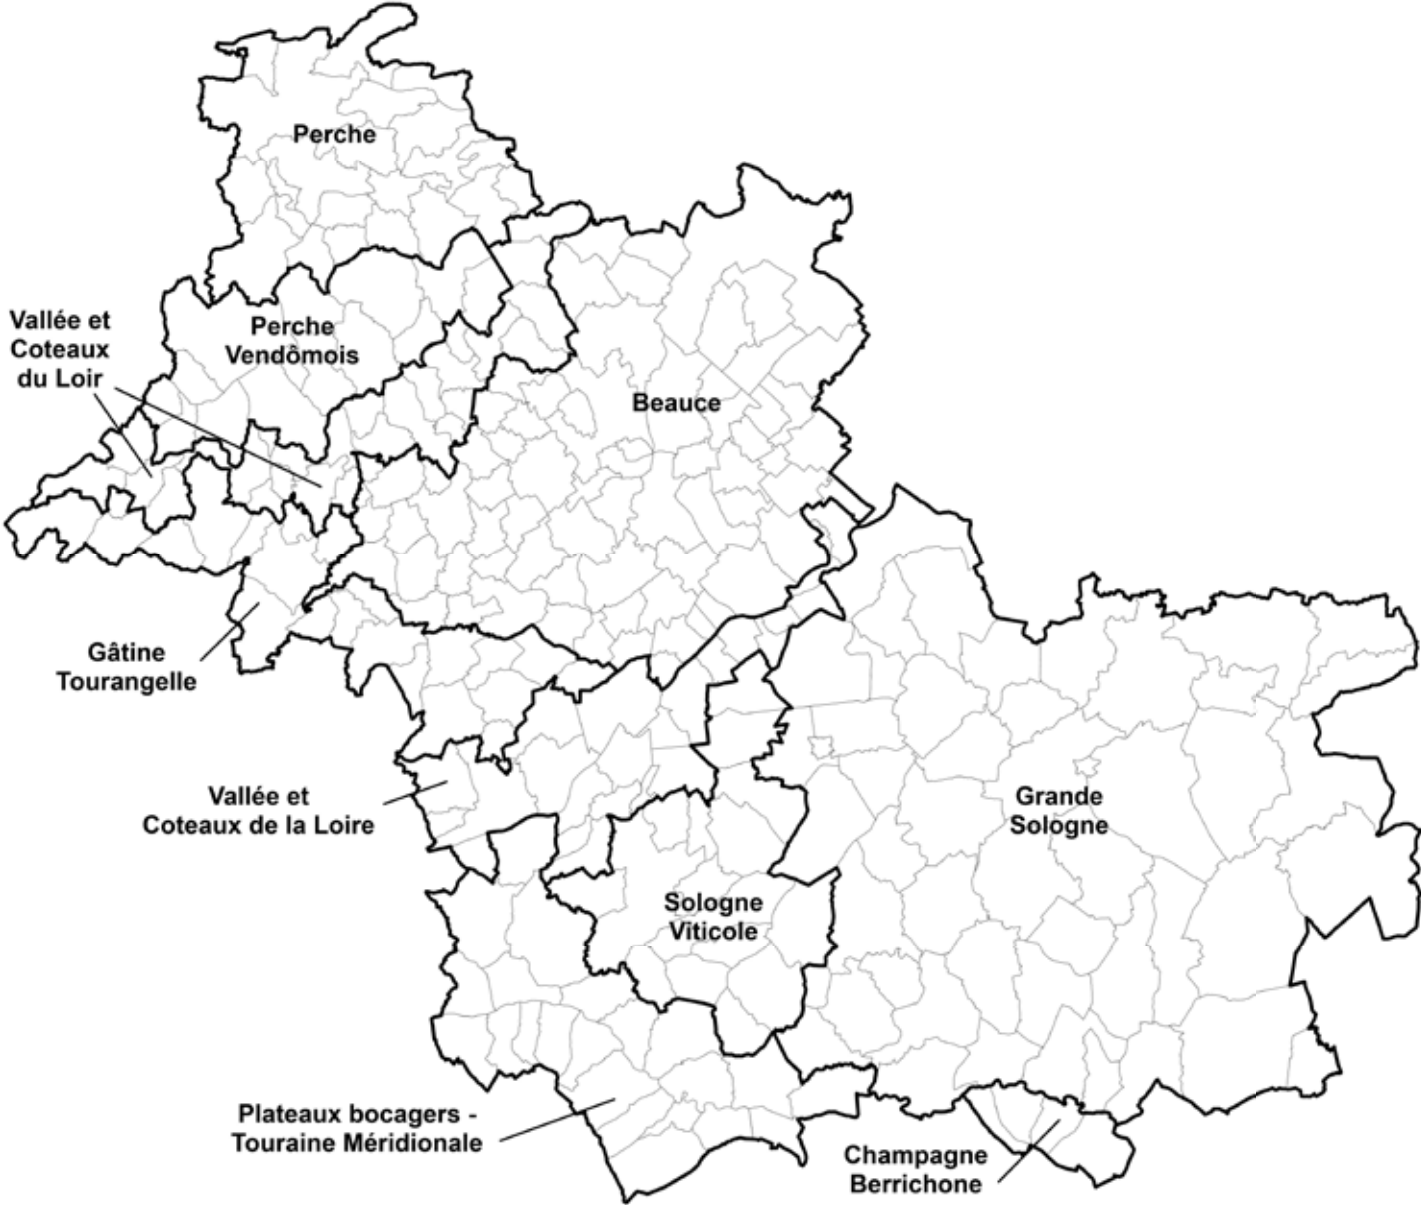 Perche
Vallée et
Coteaux
du Loir
Perche
Vendômois
Beauce
Gâtine
Tourangelle
Vallée et
Coteaux de la Loire
Grande
Sologne
Sologne
Viticole
Plateaux bocagers -
Touraine Méridionale
Champagne
Berrichone